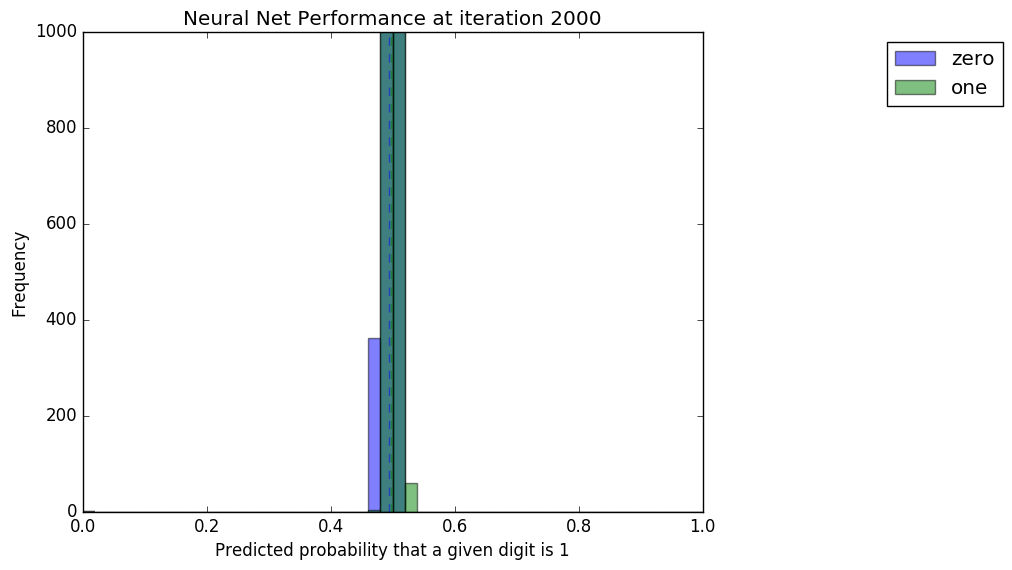 Neural Net Performance at iteration 2000
1000
800
600
400
200
0
Frequency
0.0 0.2 0.4 0.6 0.8 1.0
Predicted probability that a given digit is 1
zero
one